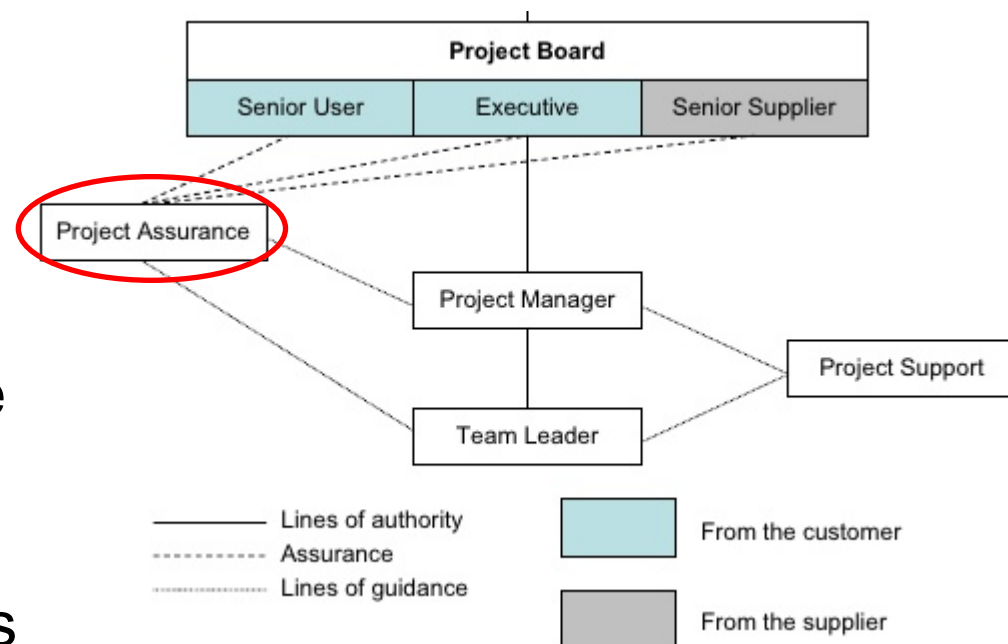 Project Board
Senior User Executive Senior Supplier
Project Assurance
Project Manager
Project Support
e
Team Leader
Lines of authority
Assurance
Lines of guidance
From the customer
From the supplier
s